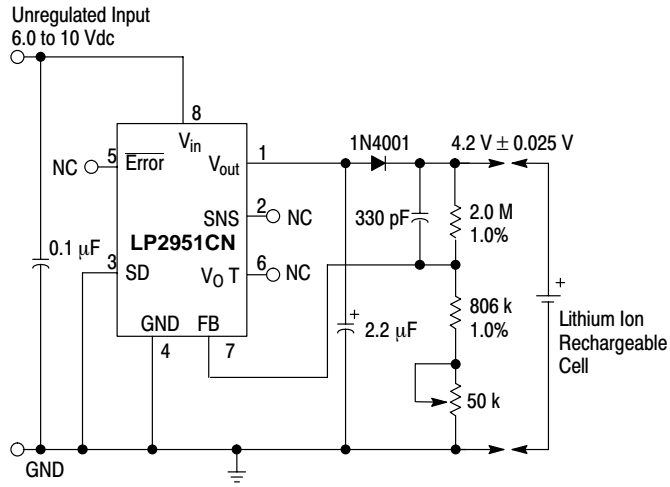 Unregulated Input
6.0 to 10 Vdc
8
Vin
5
Error
NC
Vout
1
1N4001
4.2 V ± 0.025 V
SNS
2
NC
330 pF
2.0 M
1.0%
LP2951CN
0.1 µF
3
SD
VO T
6
NC
806 k
1.0%
GND
FB
4
7
+
2.2 µF
+
Lithium Ion
Rechargeable
Cell
50 k
GND